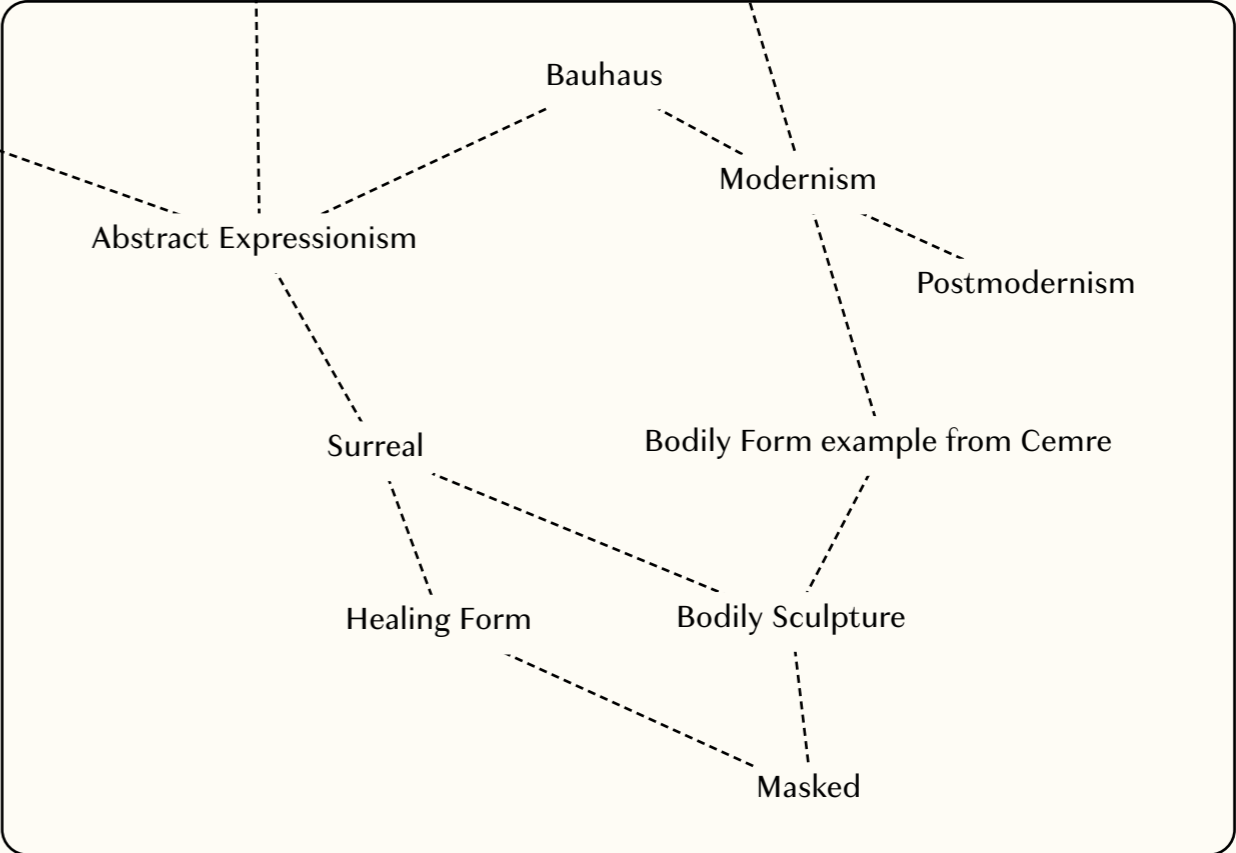 Bauhaus
Modernism
Abstract Expressionism
Postmodernism
Surreal
Bodily Form example from Cemre
Healing Form
Bodily Sculpture
Masked